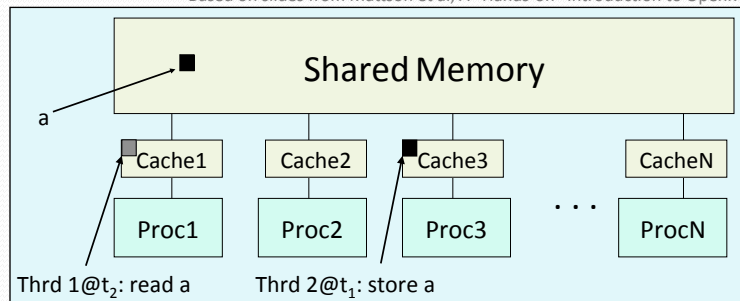 Shared Memory
a
Cache1 Cache2 Cache3 CacheN
Proc1 Proc2 Proc3 . . . ProcN
Thrd 1@t₂: read a Thrd 2@t₁: store a